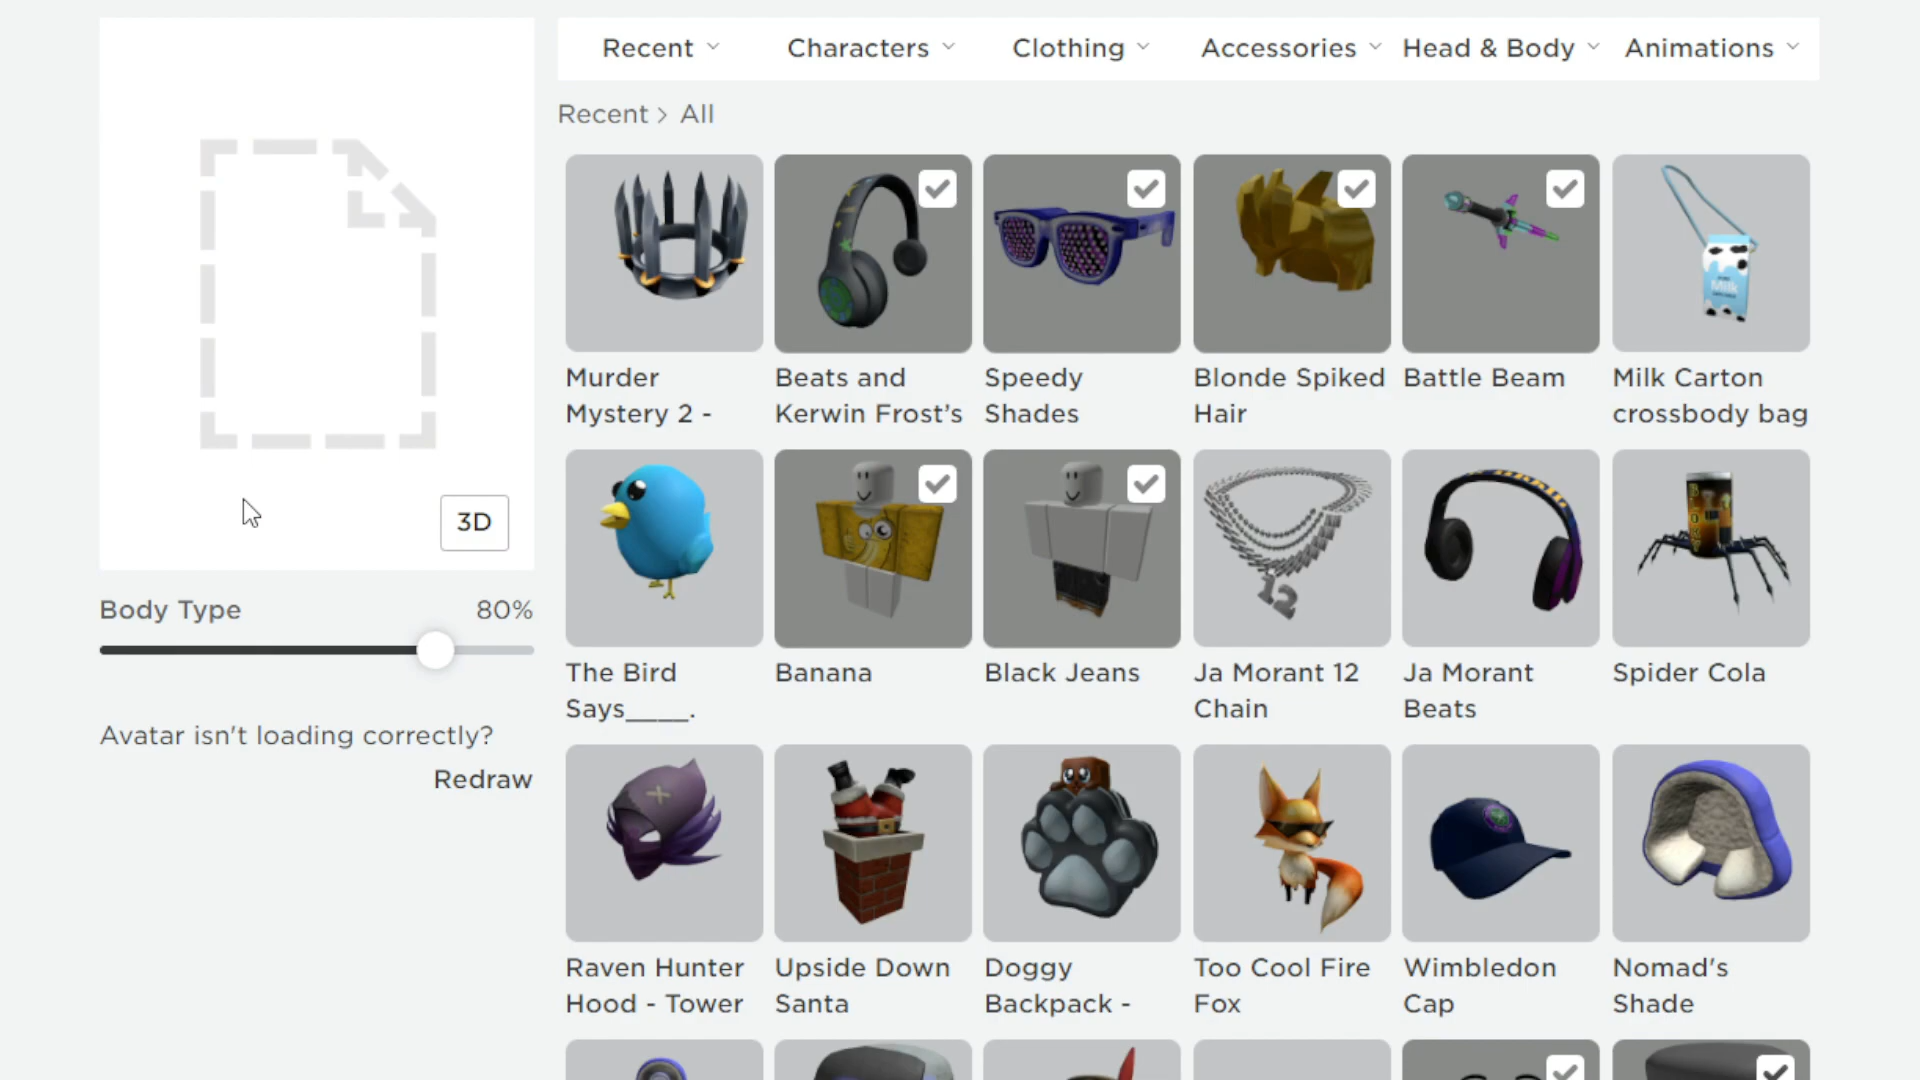 Recent Characters Clothing Accessories Head & Body Animations
Recent > All
Murder
Mystery 2 -
Beats and
Kerwin Frost's
Speedy
Shades
Blonde Spiked
Hair
Battle Beam
Milk Carton
crossbody bag
Milk
3D
Body Type 80%
The Bird
Says____.
Banana
Black Jeans
12
Ja Morant 12
Chain
Ja Morant
Beats
Spider Cola
Avatar isn't loading correctly?
Redraw
Raven Hunter
Hood - Tower
Upside Down
Santa
Doggy
Backpack -
Too Cool Fire
Fox
Wimbledon
Cap
Nomad's
Shade